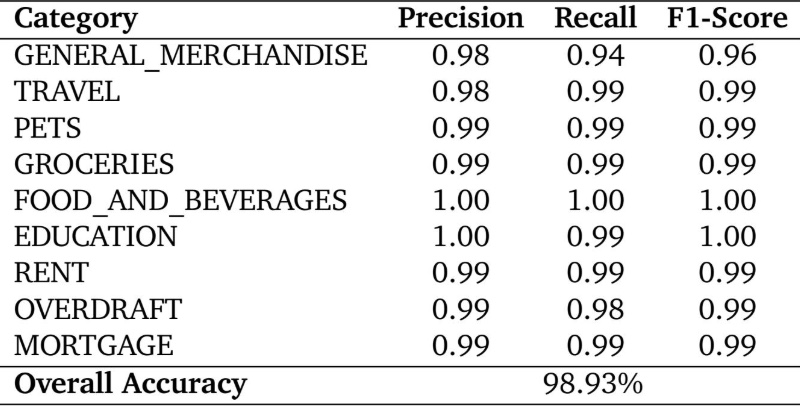 Category Precision Recall F1-Score
GENERAL_MERCHANDISE 0.98 0.94 0.96
TRAVEL 0.98 0.99 0.99
PETS 0.99 0.99 0.99
GROCERIES 0.99 0.99 0.99
FOOD_AND_BEVERAGES 1.00 1.00 1.00
EDUCATION 1.00 0.99 1.00
RENT 0.99 0.99 0.99
OVERDRAFT 0.99 0.98 0.99
MORTGAGE 0.99 0.99 0.99
Overall Accuracy 98.93%